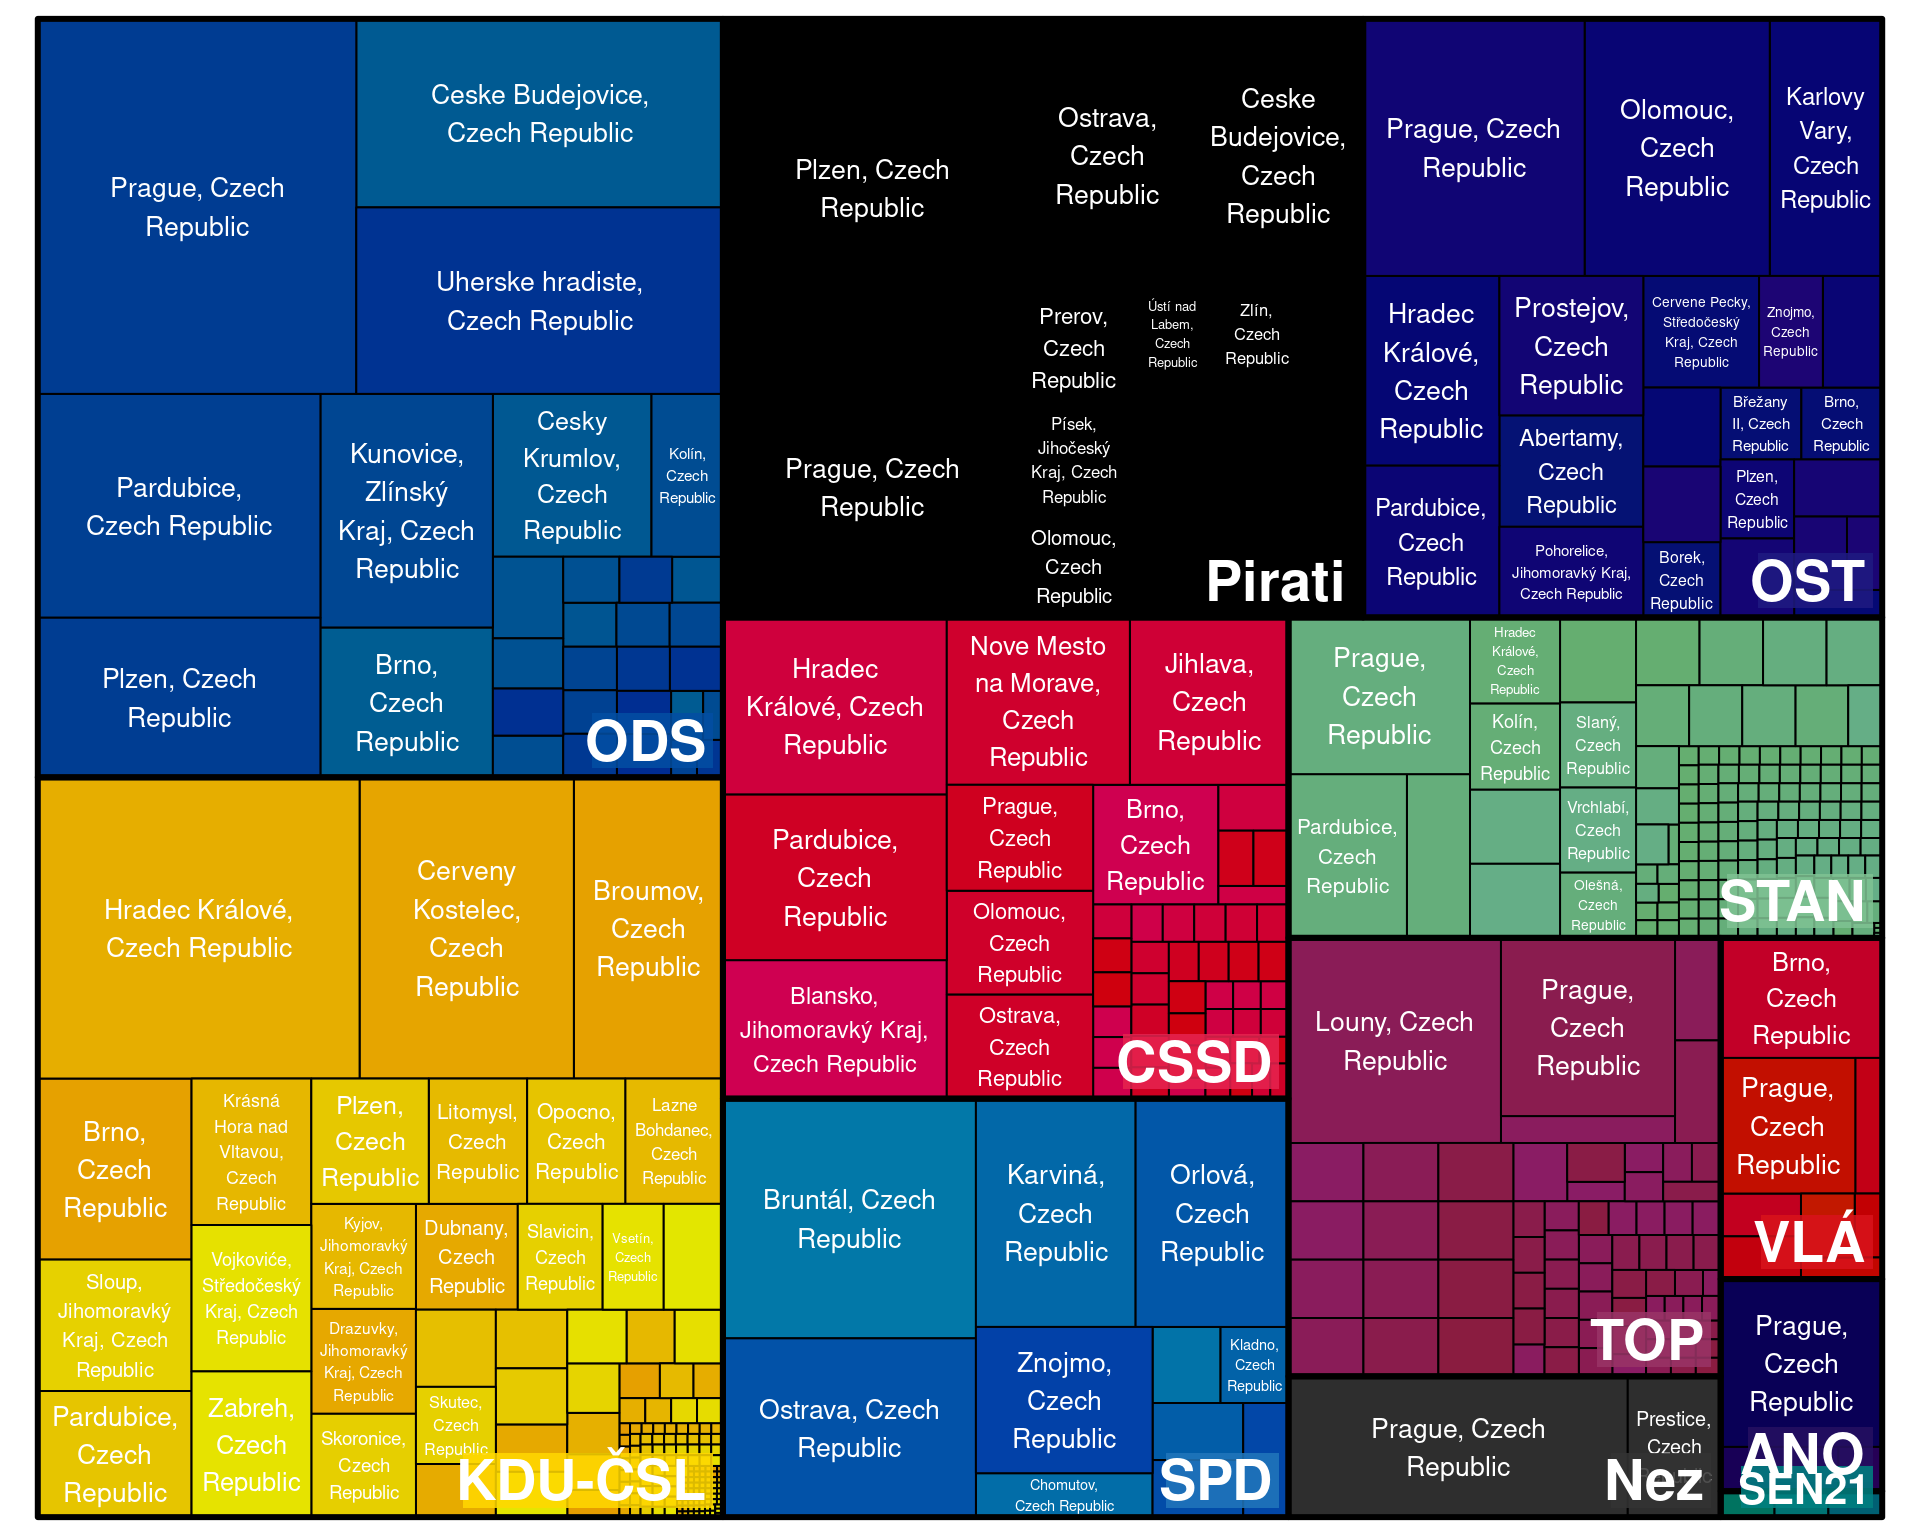 Prague, Czech
Republic
Ceske Budejovice,
Czech Republic
Uherske hradiste,
Czech Republic
Pardubice,
Czech Republic
Plzen, Czech
Republic
Kunovice,
Zlínský
Kraj, Czech
Republic
Brno,
Czech
Republic
Cesky
Krumlov,
Czech
Republic
Kolín,
Czech
Republic
ODS
Plzen, Czech
Republic
Prague, Czech
Republic
Ostrava,
Czech
Republic
Ceske
Budejovice,
Czech
Republic
Prerov,
Czech
Republic
Ústí nad
Labem,
Czech
Republic
Zlín,
Czech
Republic
Písek,
Jihočeský
Kraj, Czech
Republic
Olomouc,
Czech
Republic
Pirati
Prague, Czech
Republic
Olomouc,
Czech
Republic
Karlovy
Vary,
Czech
Republic
Hradec
Králové,
Czech
Republic
Pardubice,
Czech
Republic
Prostejov,
Czech
Republic
Abertamy,
Czech
Republic
Pohorelice,
Jihomoravký Kraj,
Czech Republic
Cervene Pecky,
Středočeský
Kraj, Czech
Republic
Znojmo,
Czech
Republic
Břežany
II, Czech
Republic
Brno,
Czech
Republic
Plzen,
Czech
Republic
Borek,
Czech
Republic
OST
Hradec Králové,
Czech Republic
Cerveny
Kostelec,
Czech
Republic
Broumov,
Czech
Republic
Brno,
Czech
Republic
Sloup,
Jihomoravký
Kraj, Czech
Republic
Pardubice,
Czech
Republic
Krásná
Hora nad
Vltavou,
Czech
Republic
Vojkoviće,
Středočeský
Kraj, Czech
Republic
Zabreh,
Czech
Republic
Plzen,
Czech
Republic
Litomysl,
Czech
Republic
Opocno,
Czech
Republic
Lazne
Bohdanec,
Czech
Republic
Kyjov,
Jihomoravký
Kraj, Czech
Republic
Drazuvky,
Jihomoravký
Kraj, Czech
Republic
Skoronice,
Czech
Republic
Dubnany,
Czech
Republic
Slavicin,
Czech
Republic
Vsetín,
Czech
Republic
Skutec,
Czech
Republic
KDU-ČSL
Hradec
Králové, Czech
Republic
Pardubice,
Czech
Republic
Blansko,
Jihomoravký Kraj,
Czech Republic
Nove Mesto
na Morave,
Czech
Republic
Jihlava,
Czech
Republic
Prague,
Czech
Republic
Olomouc,
Czech
Republic
Ostrava,
Czech
Republic
Brno,
Czech
Republic
CSSD
Bruntál, Czech
Republic
Ostrava, Czech
Republic
Karviná,
Czech
Republic
Orlová,
Czech
Republic
Znojmo,
Czech
Republic
Kladno,
Czech
Republic
Chomutov,
Czech Republic
SPD
Prague,
Czech
Republic
Pardubice,
Czech
Republic
Hradec
Králové,
Czech
Republic
Kolín,
Czech
Republic
Slaný,
Czech
Republic
Vrchlabí,
Czech
Republic
Olešná,
Czech
Republic
STAN
Louny, Czech
Republic
Prague,
Czech
Republic
TOP
Brno,
Czech
Republic
Prague,
Czech
Republic
VLÁ
Prague, Czech
Republic
Prestice,
Czech
Nez
Prague,
Czech
Republic
ANO
SEN21